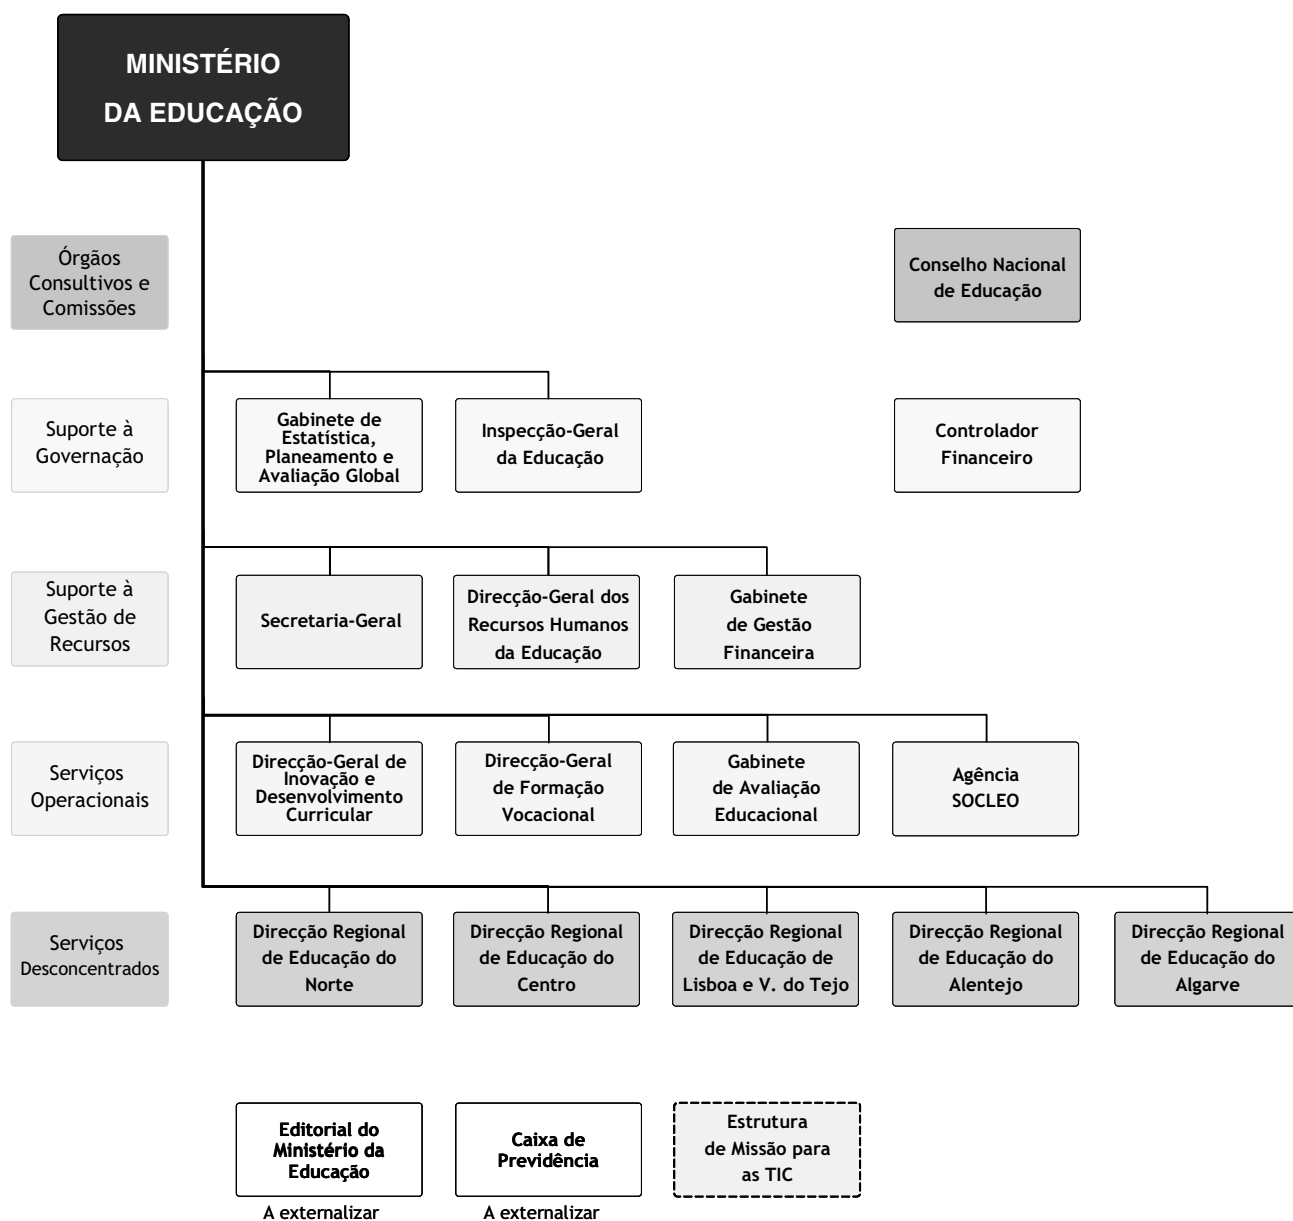 MINISTÉRIO
DA EDUCAÇÃO
Órgãos
Consultivos e
Comissões
Conselho Nacional
de Educação
Suporte à
Governação
Gabinete de
Estatística,
Planeamento e
Avaliação Global
Inspecção-Geral
da Educação
Controlador
Financeiro
Suporte à
Gestão de
Recursos
Secretaria-Geral
Direcção-Geral dos
Recursos Humanos
da Educação
Gabinete
de Gestão
Financeira
Serviços
Operacionais
Direcção-Geral de
Inovação e
Desenvolvimento
Curricular
Direcção-Geral
de Formação
Vocacional
Gabinete
de Avaliação
Educacional
Agência
SOCLEO
Serviços
Desconcentrados
Direcção Regional
de Educação do
Norte
Direcção Regional
de Educação do
Centro
Direcção Regional
de Educação de
Lisboa e V. do Tejo
Direcção Regional
de Educação do
Alentejo
Direcção Regional
de Educação do
Algarve
Editorial do
Ministério da
Educação
A externalizar
Caixa de
Previdência
A externalizar
Estrutura
de Missão para
as TIC